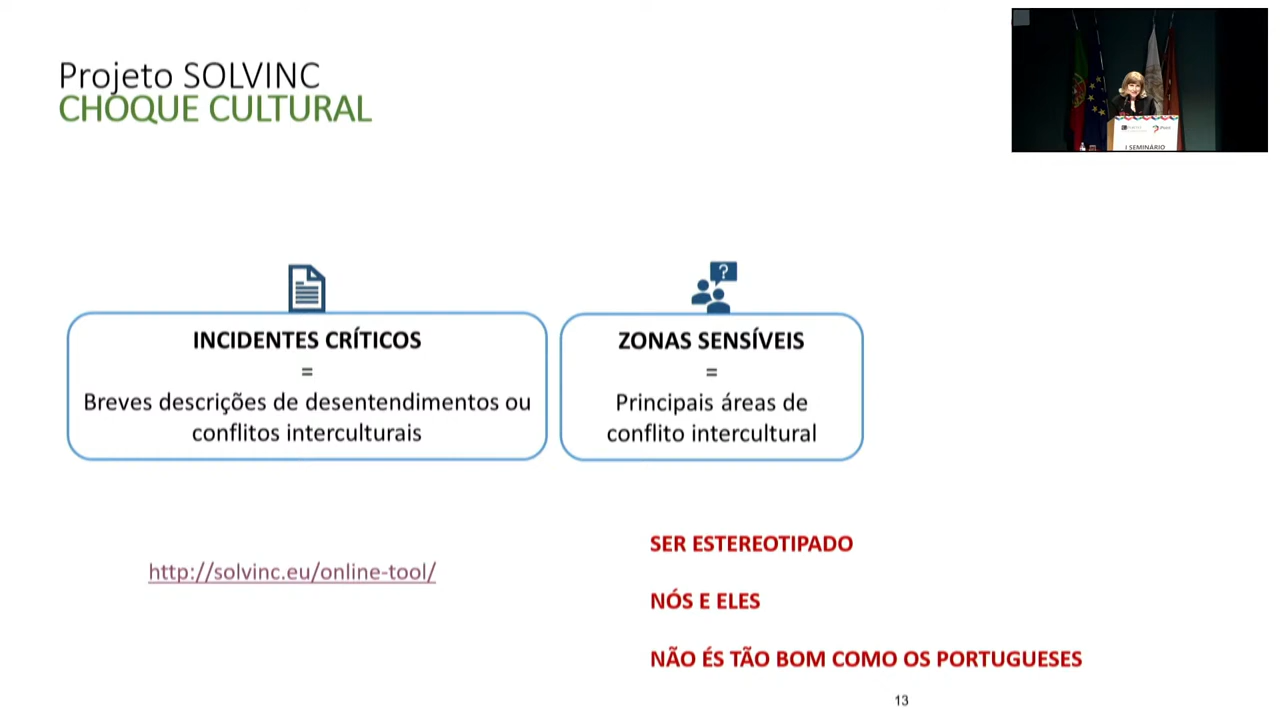 Projeto SOLVINC
CHOQUE CULTURAL
I SEMINÁRIO
?
INCIDENTES CRÍTICOS
=
Breves descrições de desentendimentos ou
conflitos interculturais
ZONAS SENSÍVEIS
=
Principais áreas de
conflito intercultural
http://solvinc.eu/online-tool/
SER ESTEREOTIPADO
NÓS E ELES
NÃO ÉS TÃO BOM COMO OS PORTUGUESES
13